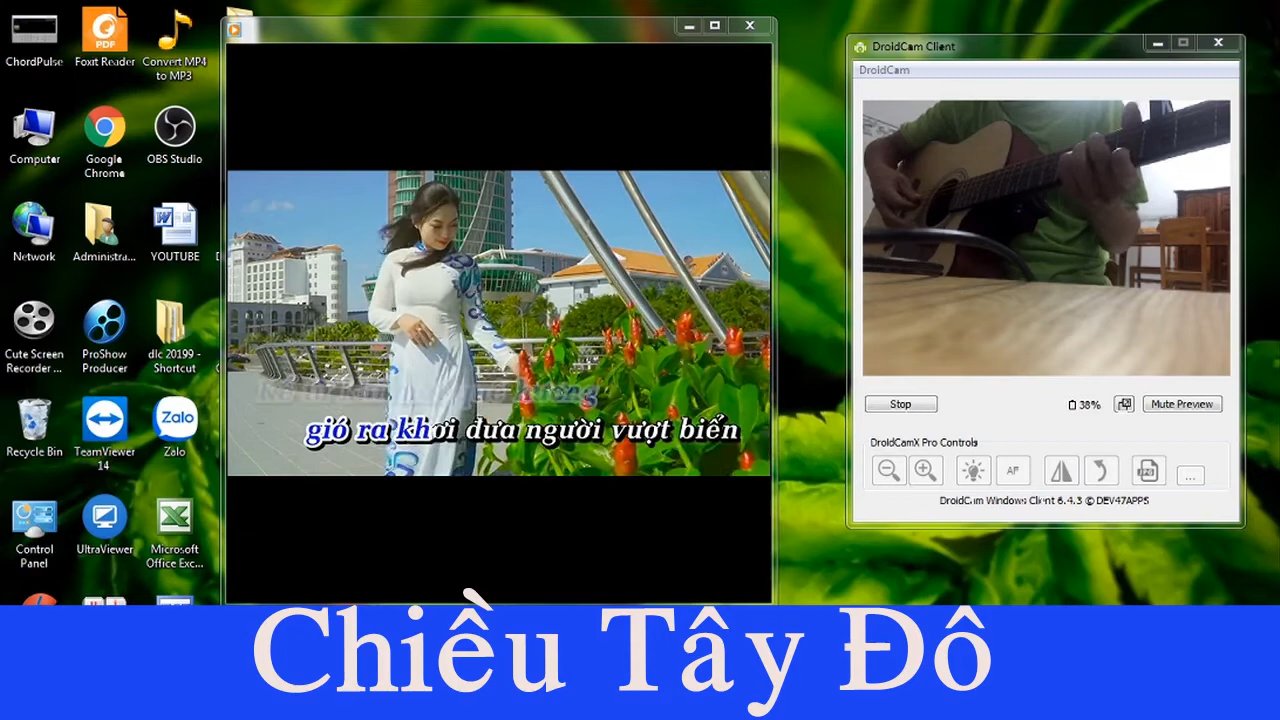 ChordPulse
Foxit Reader
Convert MP4
to MP3
Computer
Google
Chrome
OBS Studio
Network
Administra...
YOUTUBE
Cute Screen
Recorder ...
ProShow
Producer
dlc 20199 -
Shortcut
Recycle Bin
TeamViewer
14
Zalo
Zalo
Control
Panel
UltraViewer
Microsoft
Office Exc...
PDF
gió ra khơi đưa người vượt biển
DroidCam Client
DroidCam
Stop
38%
Mute Preview
DroidCamX Pro Controls
AF
JPG
...
DroidCam Windows Client 6.4.3 © DEV47APPS
Chiều Tây Đô